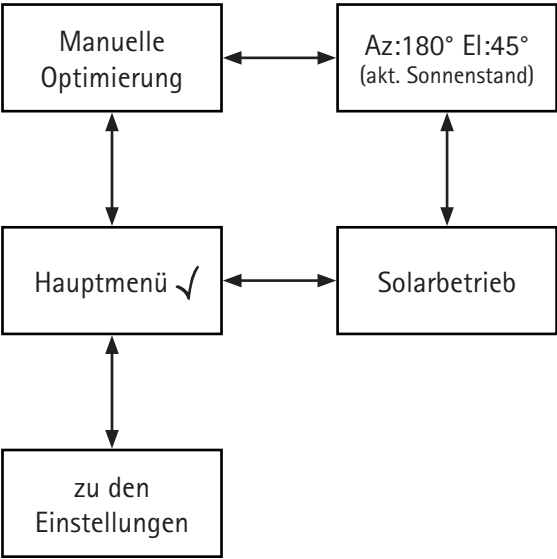 Manuelle
Optimierung
Az:180° El:45°
(akt. Sonnenstand)
Hauptmenü ✓
Solarbetrieb
zu den
Einstellungen